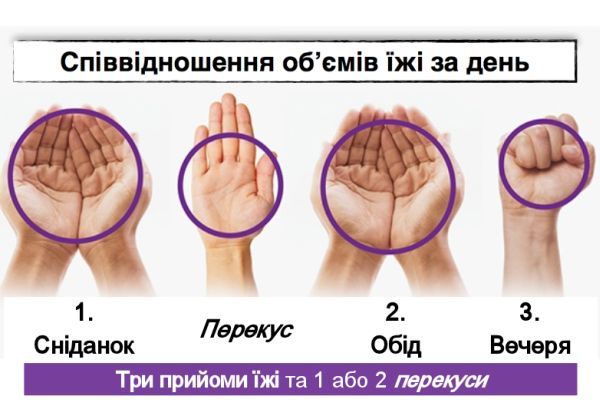 Співвідношення об’ємів їжі за день
1.
Сніданок
Перекус
2.
Обід
3.
Вечеря
Три прийоми їжі та 1 або 2 перекуси